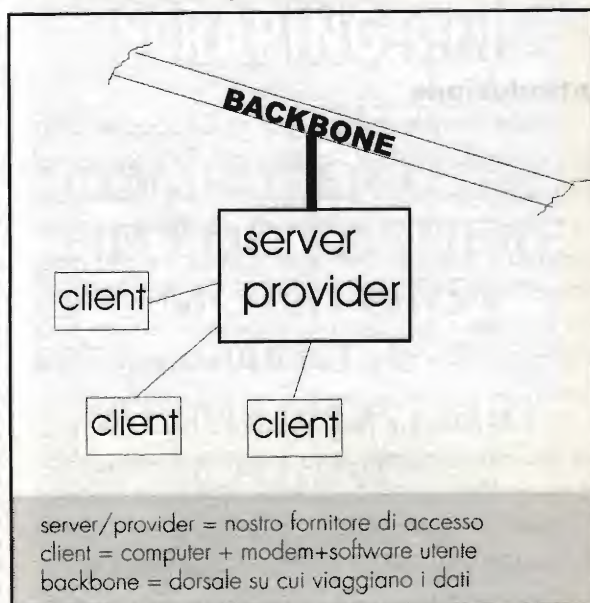 BACKBONE
server
provider
client
client
client
server/provider = nostro fornitore di accesso
client = computer + modem+software utente
backbone = dorsale su cui viaggiano i dati